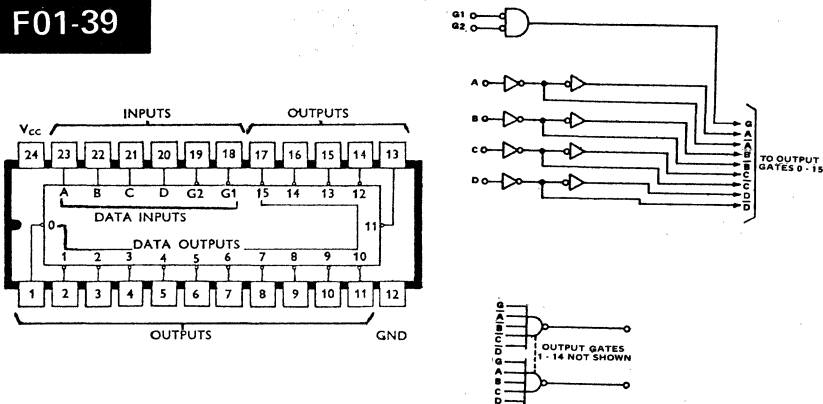 F01-39
INPUTS OUTPUTS
VCC
24 23 22 21 20 19 18 17 16 15 14 13
A B C D G2 G1 15 14 13 12
DATA INPUTS
0 11
DATA OUTPUTS
1 2 3 4 5 6 7 8 9 10
1 2 3 4 5 6 7 8 9 10 11 12
OUTPUTS GND
G1
G2
A
B
C
D
G
A
A̅
B
B̅
C
C̅
D
D̅
TO OUTPUT
GATES 0 - 15
G
A̅
B̅
C̅
D̅
OUTPUT GATES
1 - 14 NOT SHOWN
G
A
B
C
D